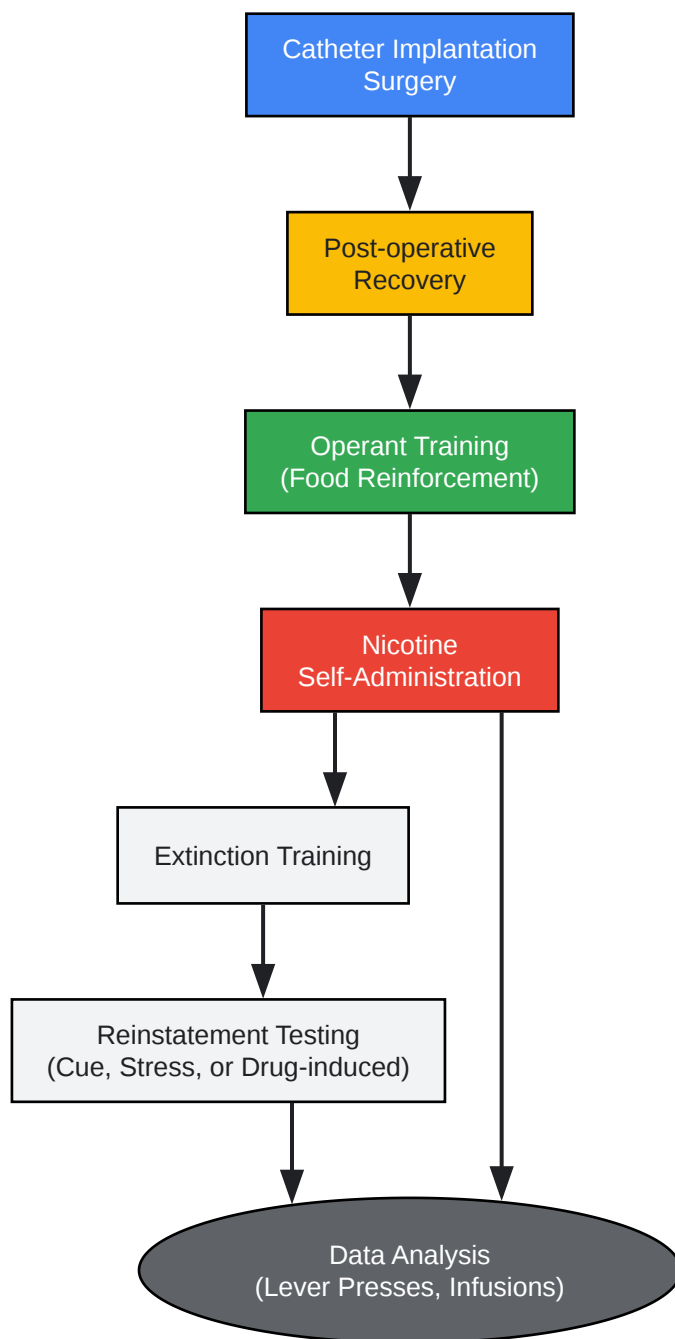 Catheter Implantation
Surgery
Post-operative
Recovery
Operant Training
(Food Reinforcement)
Nicotine
Self-Administration
Extinction Training
Reinstatement Testing
(Cue, Stress, or Drug-induced)
Data Analysis
(Lever Presses, Infusions)